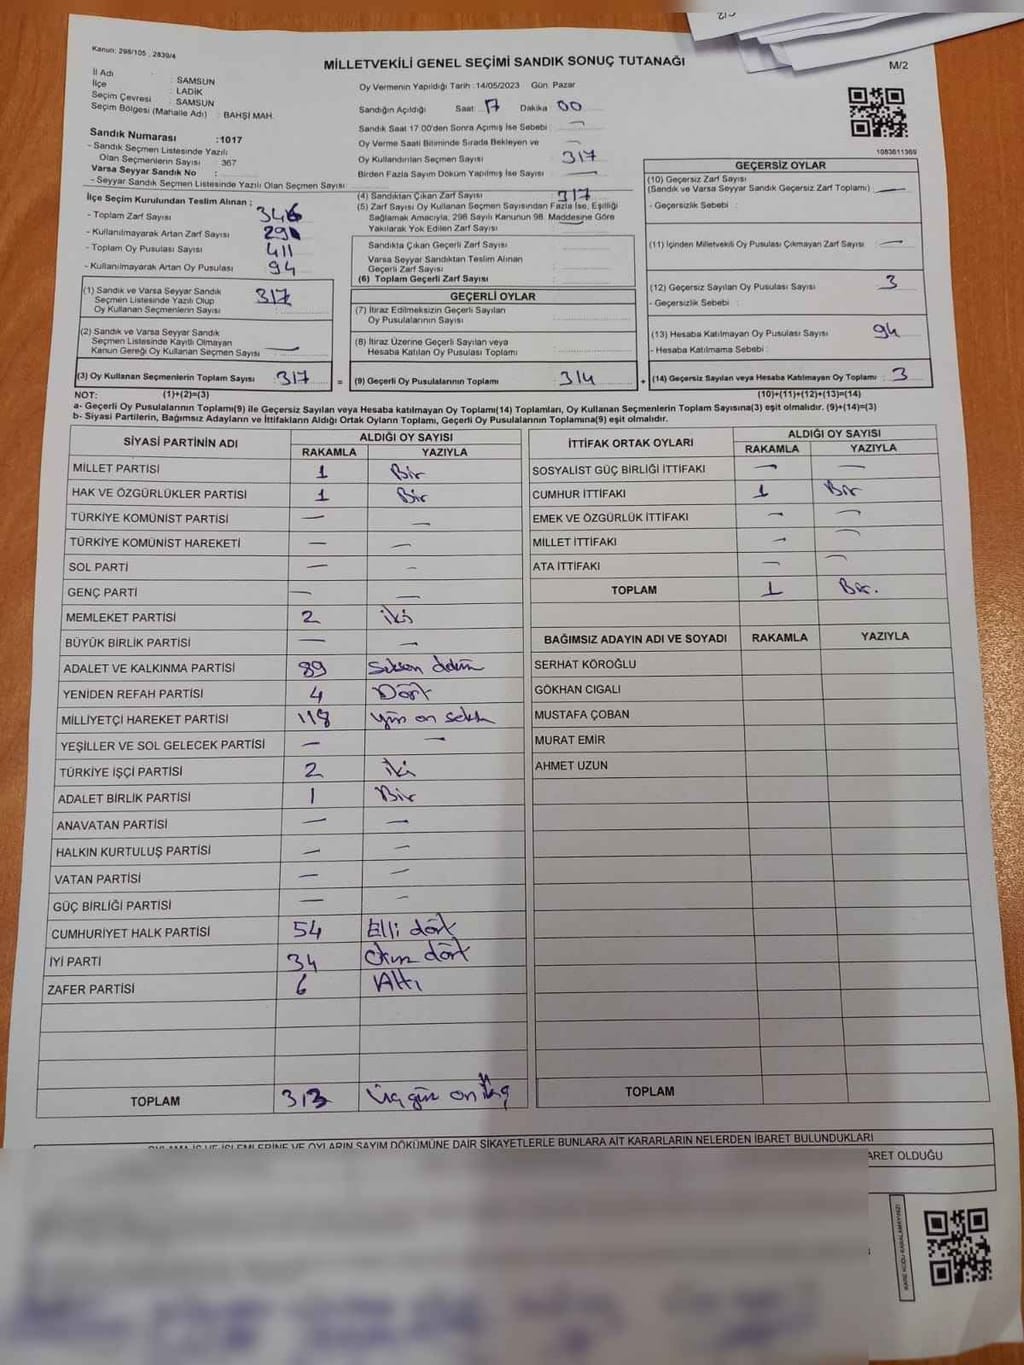 Kanun: 298/105 , 2839/4
MİLLETVEKİLİ GENEL SEÇİMİ SANDIK SONUÇ TUTANAĞI
M/2
İl Adı : SAMSUN
İlçe : LADİK
Seçim Çevresi : SAMSUN
Seçim Bölgesi (Mahalle Adı) : BAHŞİ MAH.
Sandık Numarası :1017
- Sandık Seçmen Listesinde Yazılı
Olan Seçmenlerin Sayısı : 367
Varsa Seyyar Sandık No :
- Seyyar Sandık Seçmen Listesinde Yazılı Olan Seçmen Sayısı:
Oy Vermenin Yapıldığı Tarih :14/05/2023 Gün: Pazar
Sandığın Açıldığı Saat: 17 Dakika 00
Sandık Saat 17:00'den Sonra Açımış İse Sebebi : —
Oy Verme Saati Bitiminde Sırada Bekleyen ve
Oy Kullandırılan Seçmen Sayısı 317
Birden Fazla Sayım Döküm Yapılmış İse Sayısı : —
1083611369
İlçe Seçim Kurulundan Teslim Alınan :
- Toplam Zarf Sayısı 346
- Kullanılmayarak Artan Zarf Sayısı 29
- Toplam Oy Pusulası Sayısı 411
- Kullanılmayarak Artan Oy Pusulası 94
(1) Sandık ve Varsa Seyyar Sandık
Seçmen Listesinde Yazılı Olup
Oy Kullanan Seçmenlerin Sayısı : 317
(2) Sandık ve Varsa Seyyar Sandık
Seçmen Listesinde Kayıtlı Olmayan
Kanun Gereği Oy Kullanan Seçmen Sayısı —
(3) Oy Kullanan Seçmenlerin Toplam Sayısı : 317
(4) Sandıktan Çıkan Zarf Sayısı : 317
(5) Zarf Sayısı Oy Kullanan Seçmen Sayısından Fazla İse, Eşitliği
Sağlamak Amacıyla, 298 Sayılı Kanunun 98. Maddesine Göre
Yakılarak Yok Edilen Zarf Sayısı :
Sandıkta Çıkan Geçerli Zarf Sayısı
Varsa Seyyar Sandıktan Teslim Alınan
Geçerli Zarf Sayısı
(6) Toplam Geçerli Zarf Sayısı
GEÇERLİ OYLAR
(7) İtiraz Edilmeksizin Geçerli Sayılan
Oy Pusulalarının Sayısı
(8) İtiraz Üzerine Geçerli Sayılan veya
Hesaba Katılan Oy Pusulası Toplamı
= (9) Geçerli Oy Pusulalarının Toplamı 314
GEÇERSİZ OYLAR
(10) Geçersiz Zarf Sayısı
(Sandık ve Varsa Seyyar Sandık Geçersiz Zarf Toplamı) —
- Geçersizlik Sebebi :
(11) İçinden Milletvekili Oy Pusulası Çıkmayan Zarf Sayısı —
(12) Geçersiz Sayılan Oy Pusulası Sayısı 3
- Geçersizlik Sebebi :
(13) Hesaba Katılmayan Oy Pusulası Sayısı 94
- Hesaba Katılmama Sebebi :
+ (14) Geçersiz Sayılan veya Hesaba Katılmayan Oy Toplamı 3
NOT: (1)+(2)=(3)
(10)+(11)+(12)+(13)=(14)
a- Geçerli Oy Pusulalarının Toplamı(9) ile Geçersiz Sayılan veya Hesaba katılmayan Oy Toplamı(14) Toplamları, Oy Kullanan Seçmenlerin Toplam Sayısına(3) eşit olmalıdır. (9)+(14)=(3)
b- Siyasi Partilerin, Bağımsız Adayların ve İttifakların Aldığı Ortak Oyların Toplamı, Geçerli Oy Pusulalarının Toplamına(9) eşit olmalıdır.
SİYASİ PARTİNİN ADI ALDIĞI OY SAYISI
RAKAMLA YAZIYLA
MİLLET PARTİSİ 1 Bir
HAK VE ÖZGÜRLÜKLER PARTİSİ 1 Bir
TÜRKİYE KOMÜNİST PARTİSİ — —
TÜRKİYE KOMÜNİST HAREKETİ — —
SOL PARTİ — —
GENÇ PARTİ — —
MEMLEKET PARTİSİ 2 iki
BÜYÜK BİRLİK PARTİSİ — —
ADALET VE KALKINMA PARTİSİ 89 Seksen dokuz
YENİDEN REFAH PARTİSİ 4 Dört
MİLLİYETÇİ HAREKET PARTİSİ 118 yüz on sekiz
YEŞİLLER VE SOL GELECEK PARTİSİ — —
TÜRKİYE İŞÇİ PARTİSİ 2 iki
ADALET BİRLİK PARTİSİ 1 Bir
ANAVATAN PARTİSİ — —
HALKIN KURTULUŞ PARTİSİ — —
VATAN PARTİSİ — —
GÜÇ BİRLİĞİ PARTİSİ — —
CUMHURİYET HALK PARTİSİ 54 Elli dört
İYİ PARTİ 34 Otuz dört
ZAFER PARTİSİ 6 Altı
TOPLAM 313 Üç yüz on üç
İTTİFAK ORTAK OYLARI ALDIĞI OY SAYISI
RAKAMLA YAZIYLA
SOSYALİST GÜÇ BİRLİĞİ İTTİFAKI — —
CUMHUR İTTİFAKI 1 Bir
EMEK VE ÖZGÜRLÜK İTTİFAKI — —
MİLLET İTTİFAKI — —
ATA İTTİFAKI — —
TOPLAM 1 Bir.
BAĞIMSIZ ADAYIN ADI VE SOYADI RAKAMLA YAZIYLA
SERHAT KÖROĞLU
GÖKHAN CIGALI
MUSTAFA ÇOBAN
MURAT EMİR
AHMET UZUN
TOPLAM
OYLAMA İŞ VE İŞLEMLERİNE VE OYLARIN SAYIM DÖKÜMÜNE DAİR ŞİKAYETLERLE BUNLARA AİT KARARLARIN NELERDEN İBARET BULUNDUKLARI
ARET OLDUĞU
KARE KODU KARALAMAYINIZ!